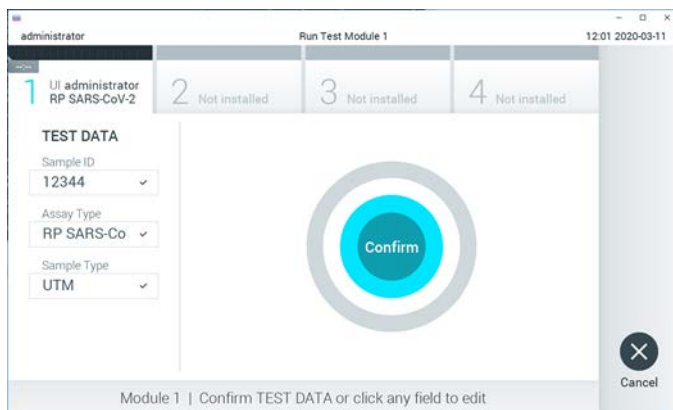 administrator Run Test Module 1 12:01 2020-03-11
1 UI administrator
RP SARS-CoV-2
2 Not installed
3 Not installed
4 Not installed
TEST DATA
Sample ID
12344
Assay Type
RP SARS-Co
Sample Type
UTM
Confirm
Cancel
Module 1 | Confirm TEST DATA or click any field to edit